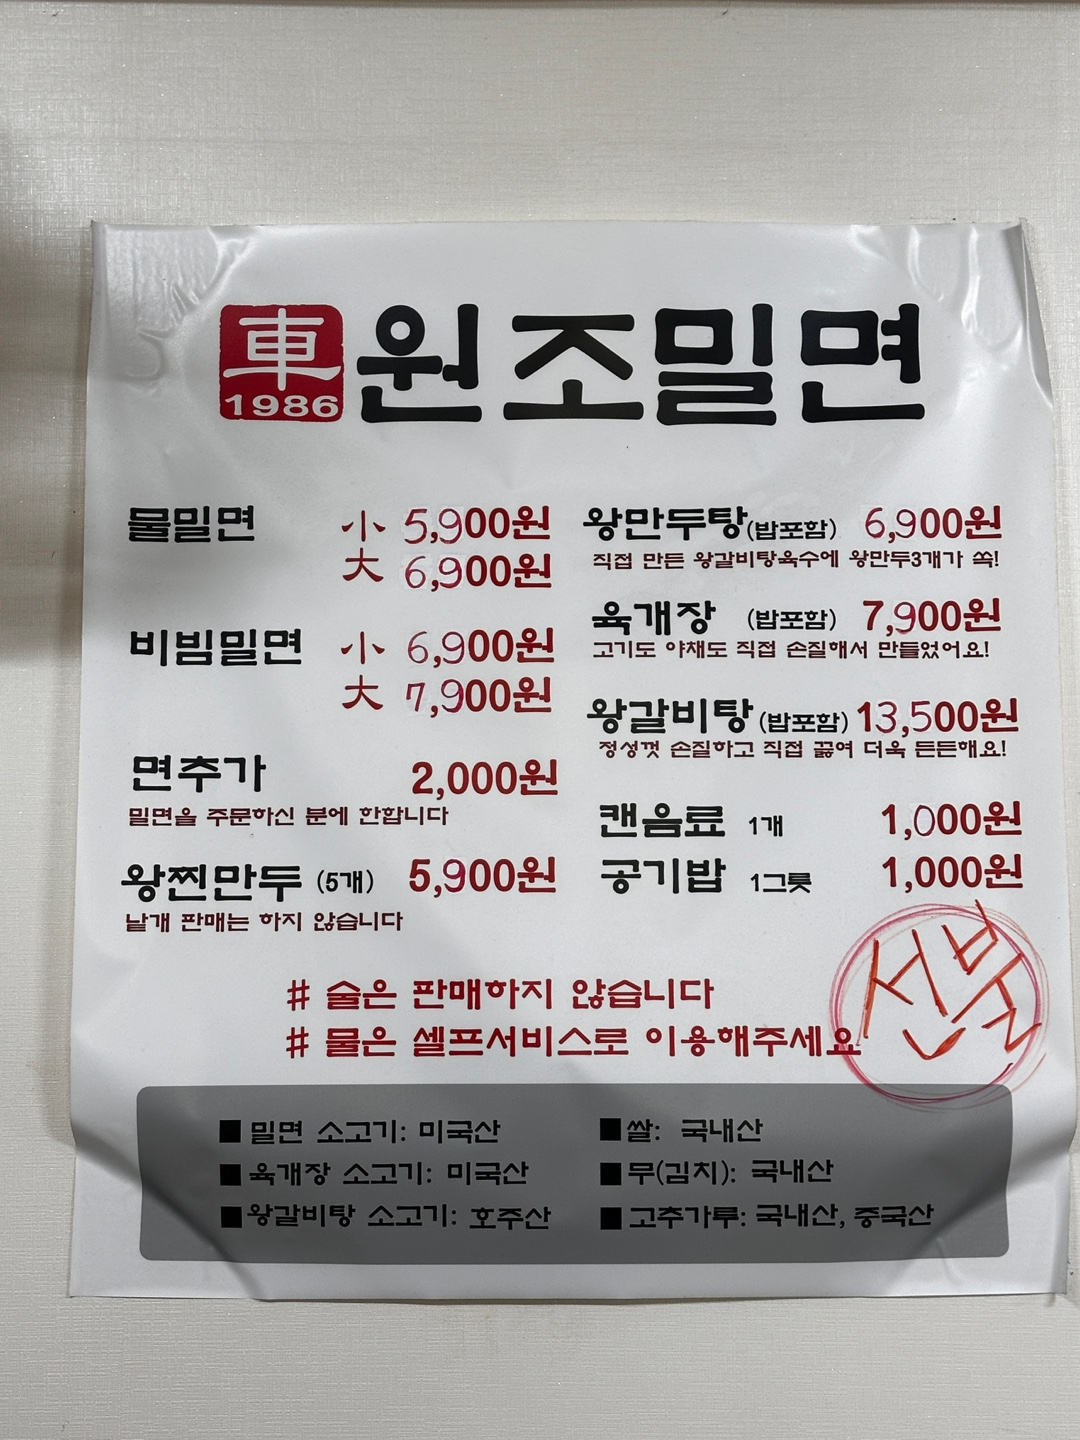 車
1986
원조밀면
물밀면 小 5,900원
大 6,900원
비빔밀면 小 6,900원
大 7,900원
면추가 2,000원
밀면을 주문하신 분에 한합니다
왕찐만두 (5개) 5,900원
낱개 판매는 하지 않습니다
왕만두탕(밥포함) 6,900원
직접 만든 왕갈비탕육수에 왕만두3개가 쏙!
육개장 (밥포함) 7,900원
고기도 야채도 직접 손질해서 만들었어요!
왕갈비탕(밥포함) 13,500원
정성껏 손질하고 직접 끓여 더욱 든든해요!
캔음료 1개 1,000원
공기밥 1그릇 1,000원
선불
# 술은 판매하지 않습니다
# 물은 셀프서비스로 이용해주세요
■ 밀면 소고기: 미국산
■ 육개장 소고기: 미국산
■ 왕갈비탕 소고기: 호주산
■ 쌀: 국내산
■ 무(김치): 국내산
■ 고추가루: 국내산, 중국산